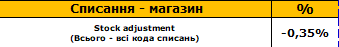 Списання - магазин %
Stock adjustment -0,35%
(Всього - всі кода списань)